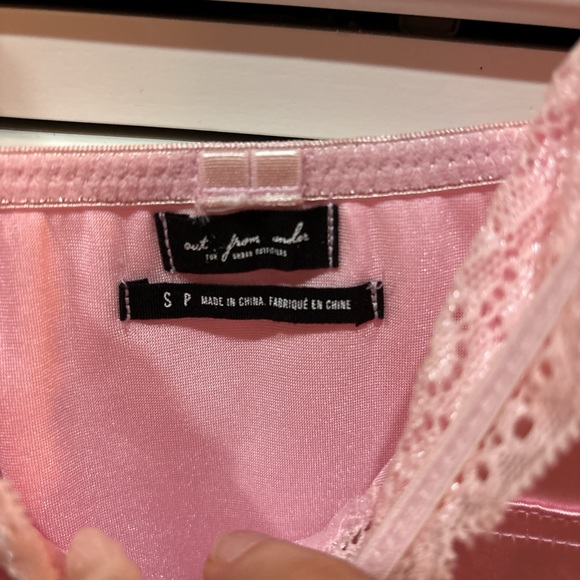 out from under
FOR URBAN OUTFITTERS
S P MADE IN CHINA. FABRIQUÉ EN CHINE